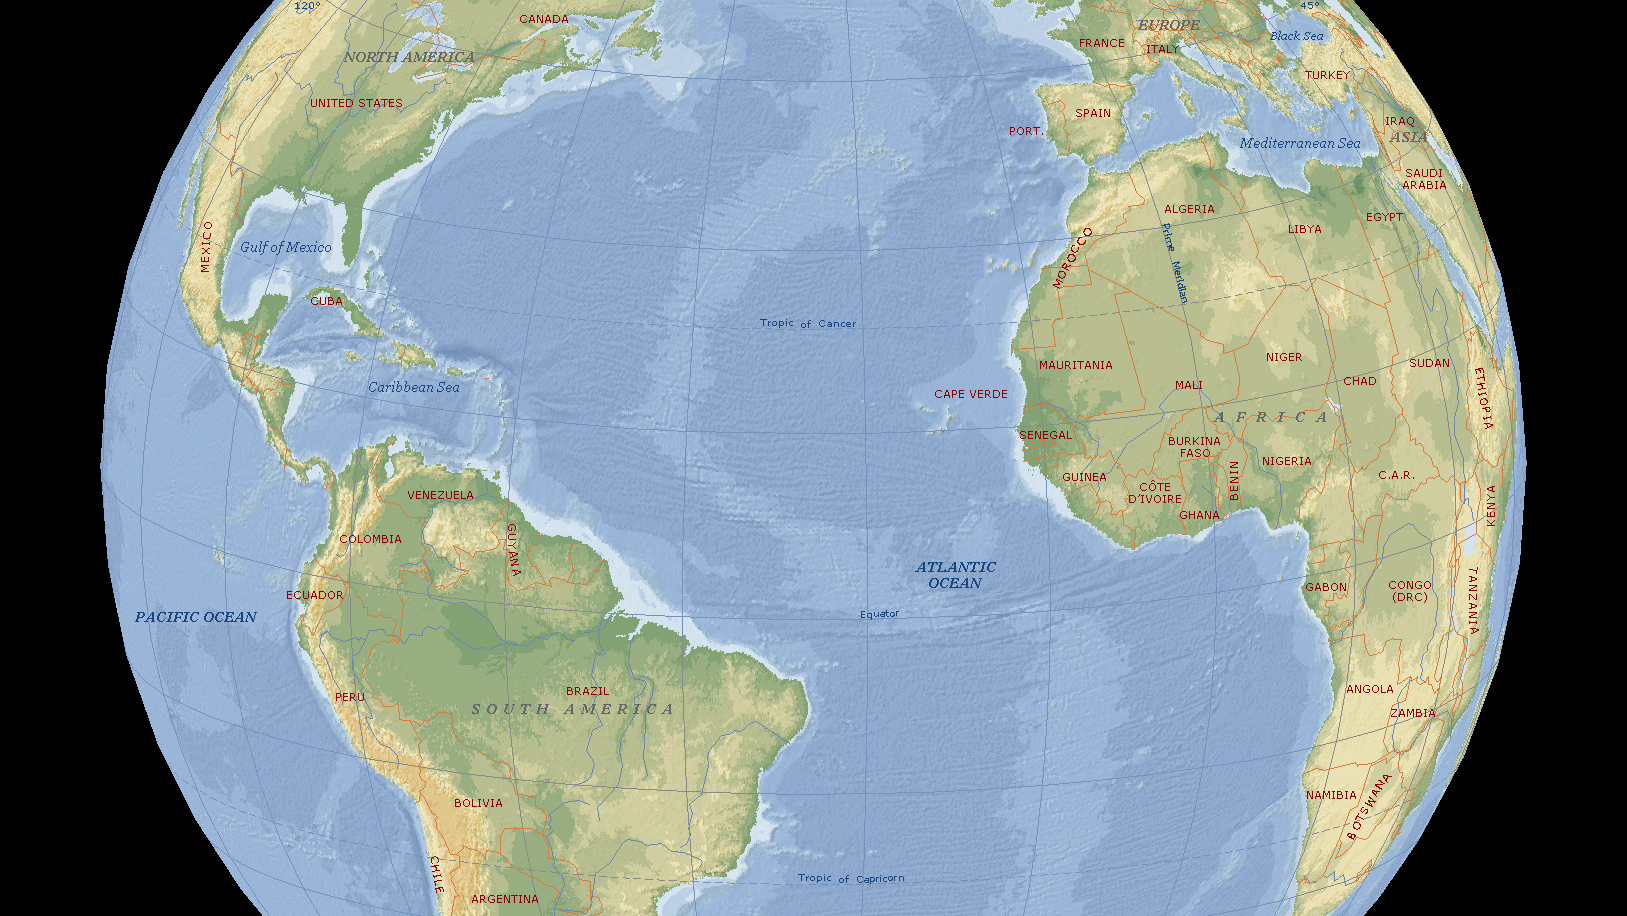 120°
CANADA
45°
EUROPE
Black Sea
FRANCE
ITALY
NORTH AMERICA
TURKEY
UNITED STATES
SPAIN
IRAQ
PORT.
ASIA
Mediterranean Sea
SAUDI
ARABIA
ALGERIA
EGYPT
LIBYA
MEXICO
Gulf of Mexico
MOROCCO
Prime Meridian
CUBA
Tropic of Cancer
MAURITANIA
NIGER
SUDAN
CHAD
Caribbean Sea
CAPE VERDE
MALI
ETHIOPIA
AFRICA
SENEGAL
BURKINA
FASO
NIGERIA
GUINEA
BENIN
C.A.R.
CÔTE
D'IVOIRE
VENEZUELA
KENYA
GHANA
COLOMBIA
GUYANA
ATLANTIC
OCEAN
GABON
CONGO
(DRC)
TANZANIA
ECUADOR
PACIFIC OCEAN
Equator
PERU
BRAZIL
ANGOLA
SOUTH AMERICA
ZAMBIA
BOLIVIA
NAMIBIA
BOTSWANA
CHILE
Tropic of Capricorn
ARGENTINA